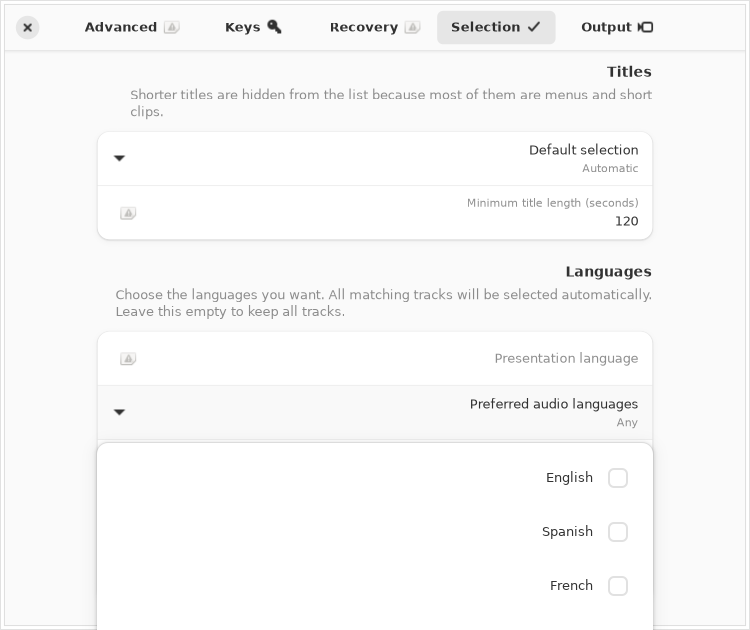 Advanced
Keys
Recovery
Selection
Output
Titles
Shorter titles are hidden from the list because most of them are menus and short
clips.
Default selection
Automatic
Minimum title length (seconds)
120
Languages
Choose the languages you want. All matching tracks will be selected automatically.
Leave this empty to keep all tracks.
Presentation language
Preferred audio languages
Any
English
Spanish
French